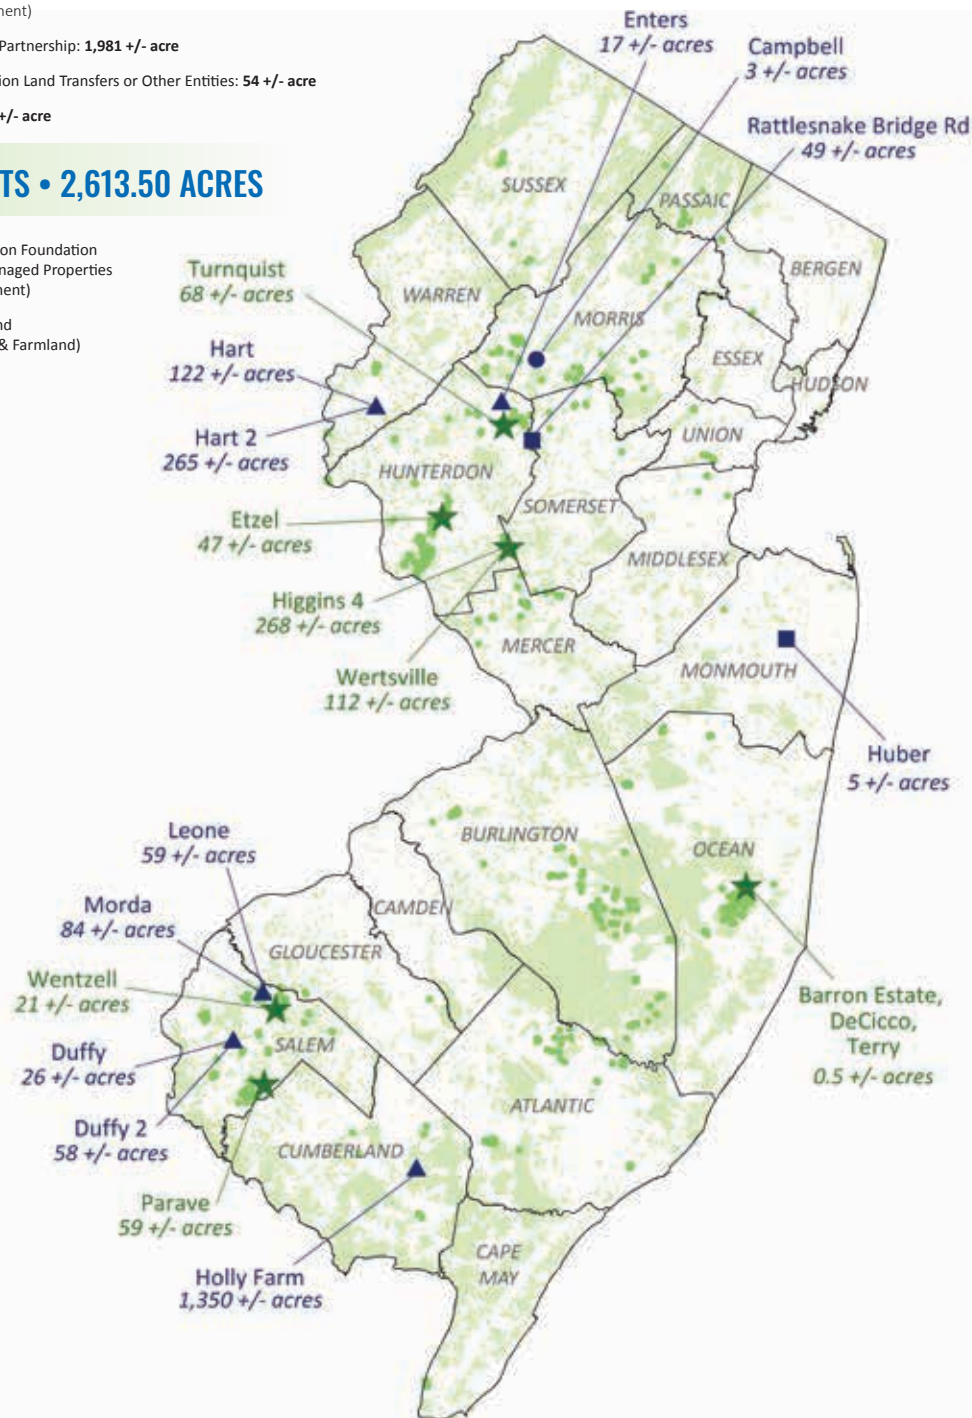 nent)
Partnership: 1,981 +/- acre
ion Land Transfers or Other Entities: 54 +/- acre
+/- acre
TS • 2,613.50 ACRES
on Foundation
naged Properties
nent)
nd
& Farmland)
Enters
17 +/- acres
Campbell
3 +/- acres
Rattlesnake Bridge Rd
49 +/- acres
SUSSEX
PASSAIC
BERGEN
WARREN
MORRIS
ESSEX
HUDSON
Turnquist
68 +/- acres
Hart
122 +/- acres
Hart 2
265 +/- acres
UNION
HUNTERDON
SOMERSET
Etzel
47 +/- acres
MIDDLESEX
Higgins 4
268 +/- acres
MERCER
MONMOUTH
Wertsville
112 +/- acres
Huber
5 +/- acres
BURLINGTON
OCEAN
Leone
59 +/- acres
Morda
84 +/- acres
CAMDEN
GLOUCESTER
Wentzell
21 +/- acres
Barron Estate,
DeCicco,
Terry
0.5 +/- acres
SALEM
Duffy
26 +/- acres
ATLANTIC
Duffy 2
58 +/- acres
CUMBERLAND
Parave
59 +/- acres
CAPE
MAY
Holly Farm
1,350 +/- acres